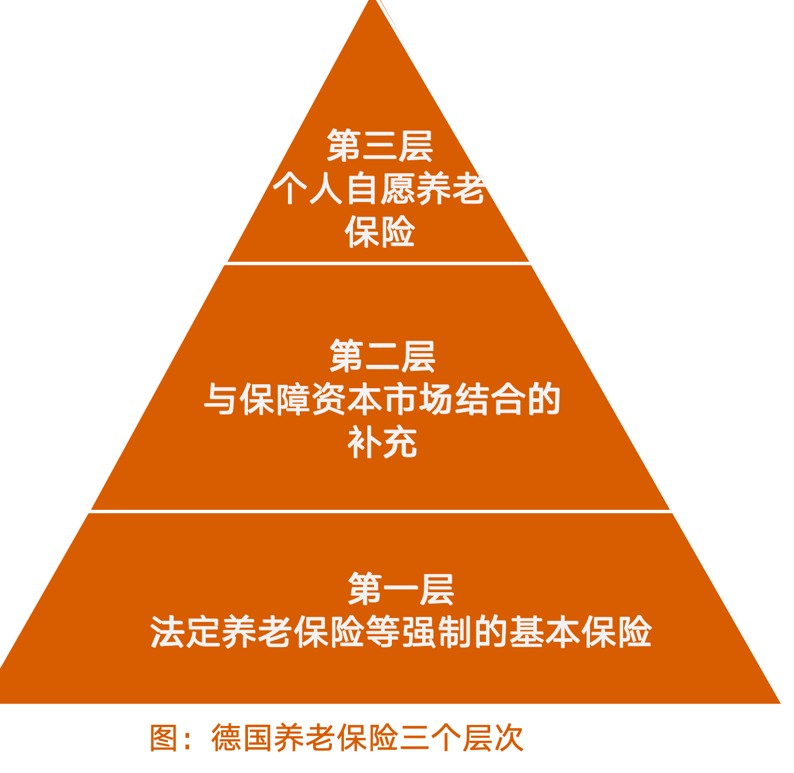 第三层
个人自愿养老
保险
第二层
与保障资本市场结合的
补充
第一层
法定养老保险等强制的基本保险
图：德国养老保险三个层次